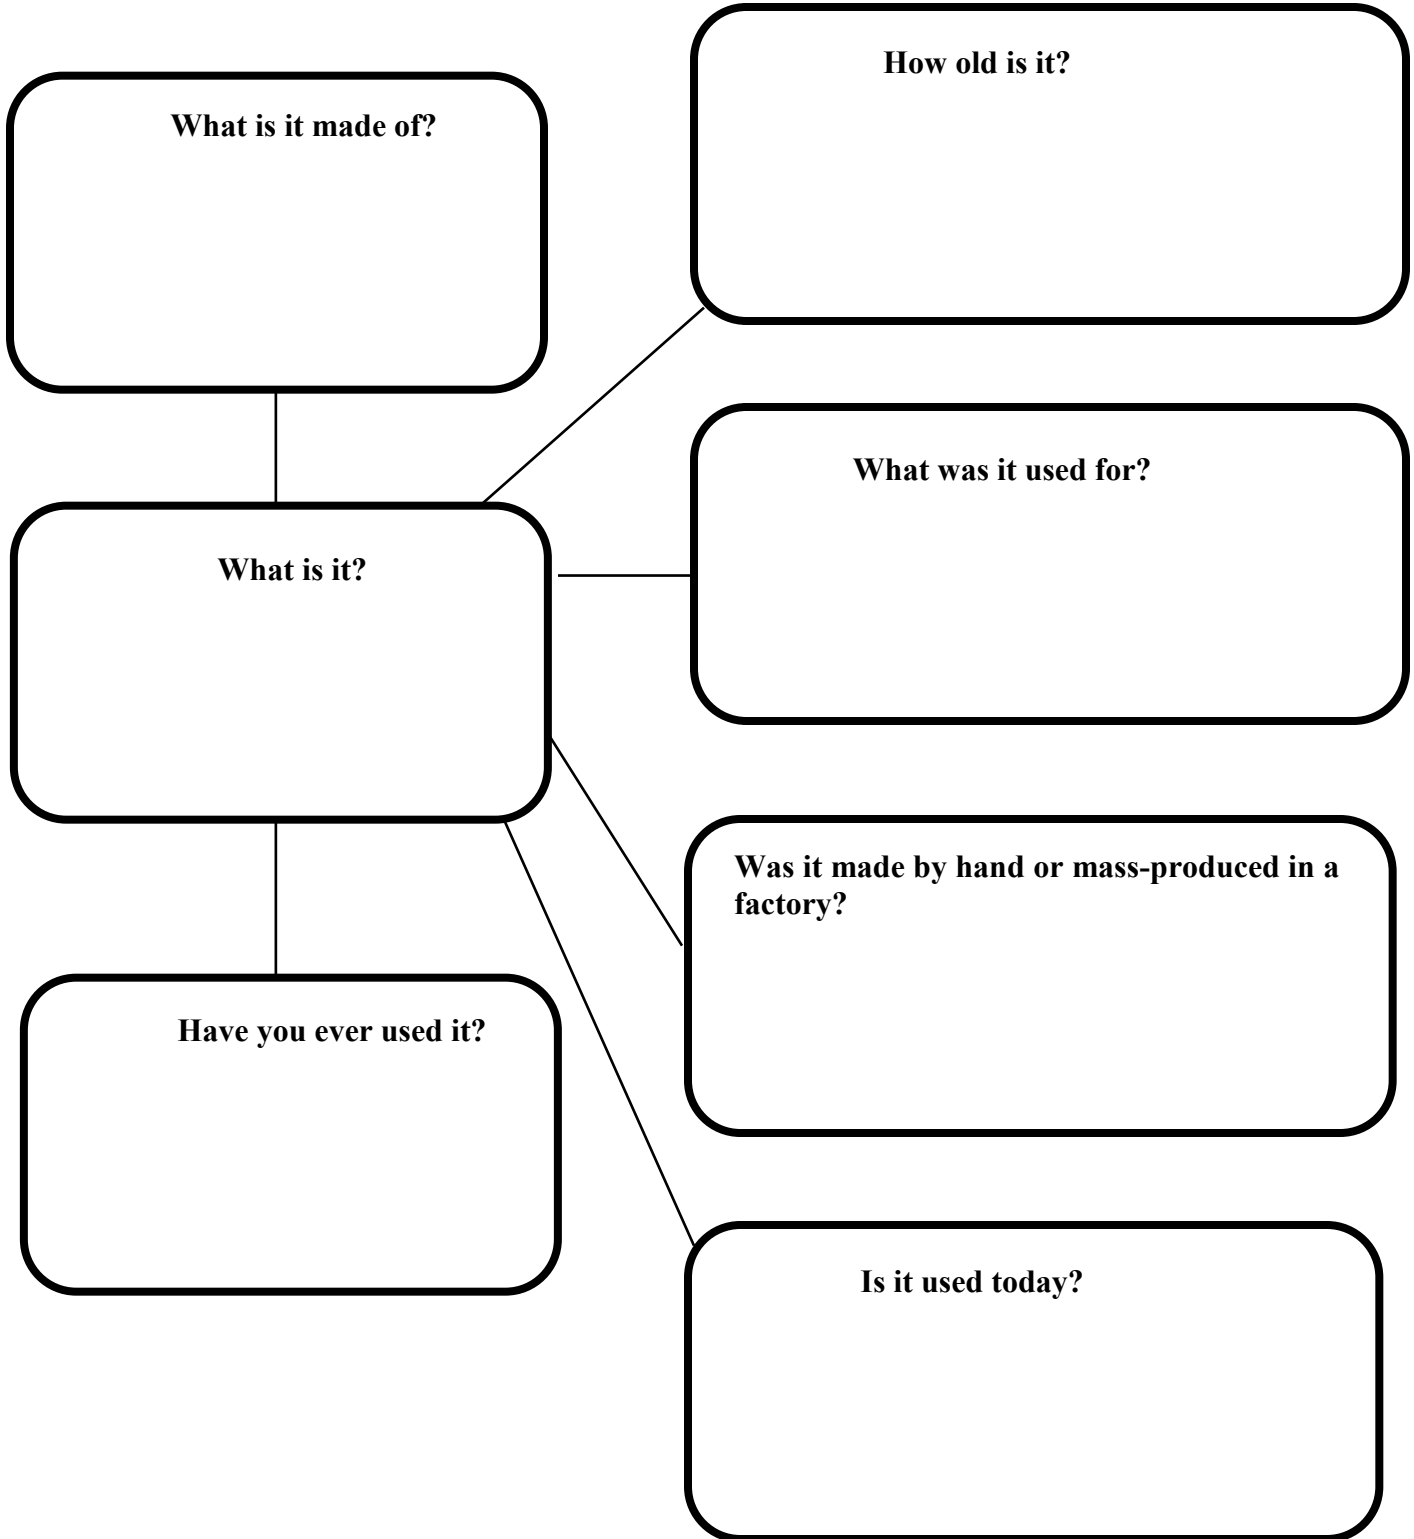 How old is it?
What is it made of?
What was it used for?
What is it?
Was it made by hand or mass-produced in a
factory?
Have you ever used it?
Is it used today?